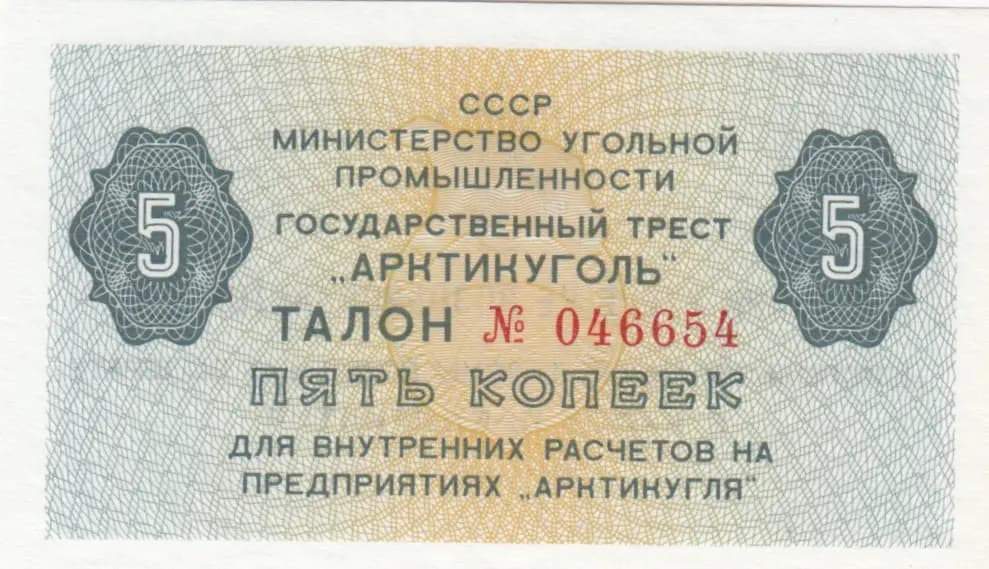 СССР
МИНИСТЕРСТВО УГОЛЬНОЙ
ПРОМЫШЛЕННОСТИ
ГОСУДАРСТВЕННЫЙ ТРЕСТ
„АРКТИКУГОЛЬ"
5 5
ТАЛОН № 046654
ПЯТЬ КОПЕЕК
ДЛЯ ВНУТРЕННИХ РАСЧЕТОВ НА
ПРЕДПРИЯТИЯХ „АРКТИКУГЛЯ"